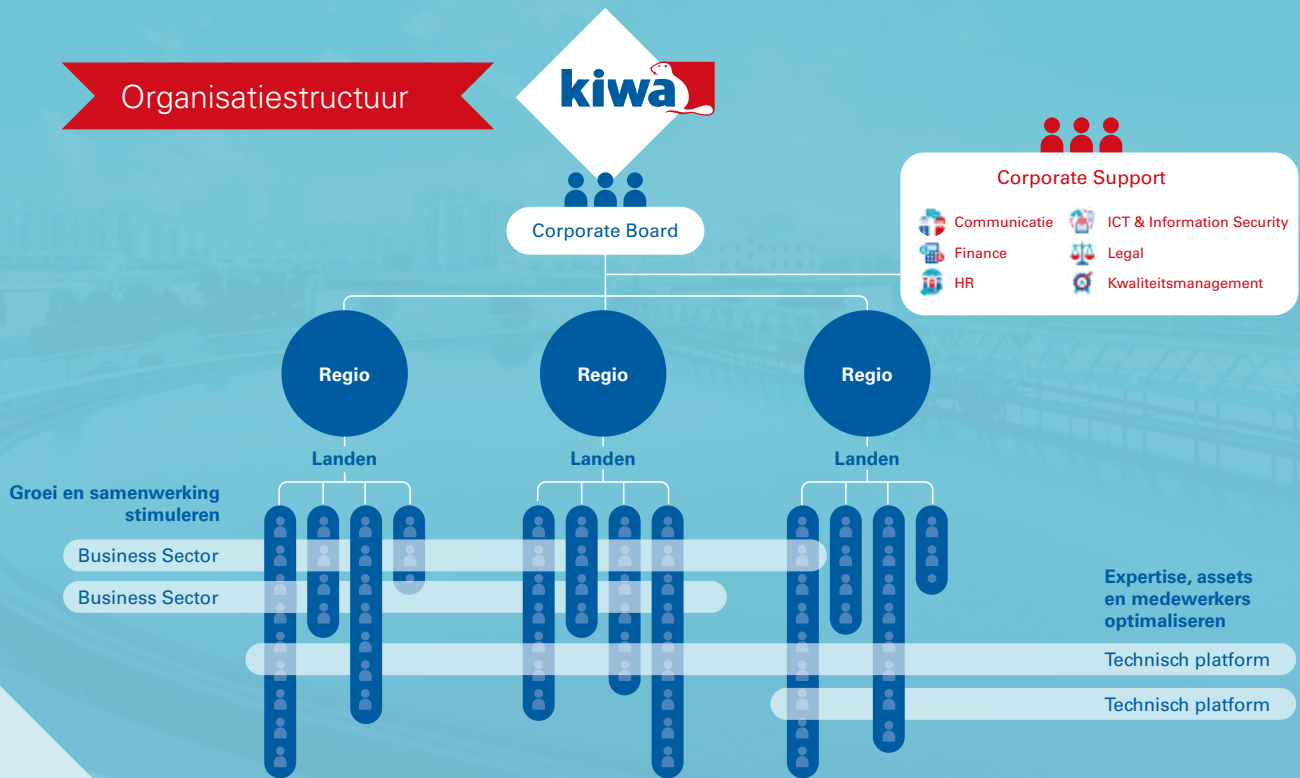 Organisatiestructuur
kiwa
Corporate Board
Corporate Support
Communicatie
Finance
HR
ICT & Information Security
Legal
Kwaliteitsmanagement
Regio
Regio
Regio
Landen
Landen
Landen
Groei en samenwerking
stimuleren
Business Sector
Business Sector
Expertise, assets
en medewerkers
optimaliseren
Technisch platform
Technisch platform